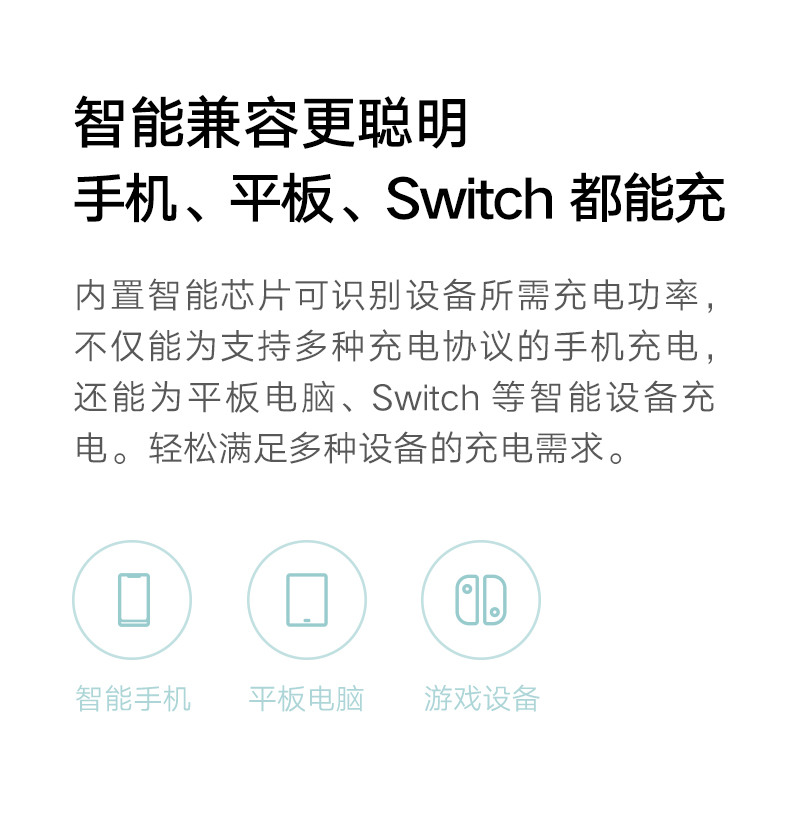 智能兼容更聪明
手机、平板、Switch 都能充
内置智能芯片可识别设备所需充电功率，
不仅能为支持多种充电协议的手机充电，
还能为平板电脑、Switch 等智能设备充
电。轻松满足多种设备的充电需求。
智能手机 平板电脑 游戏设备